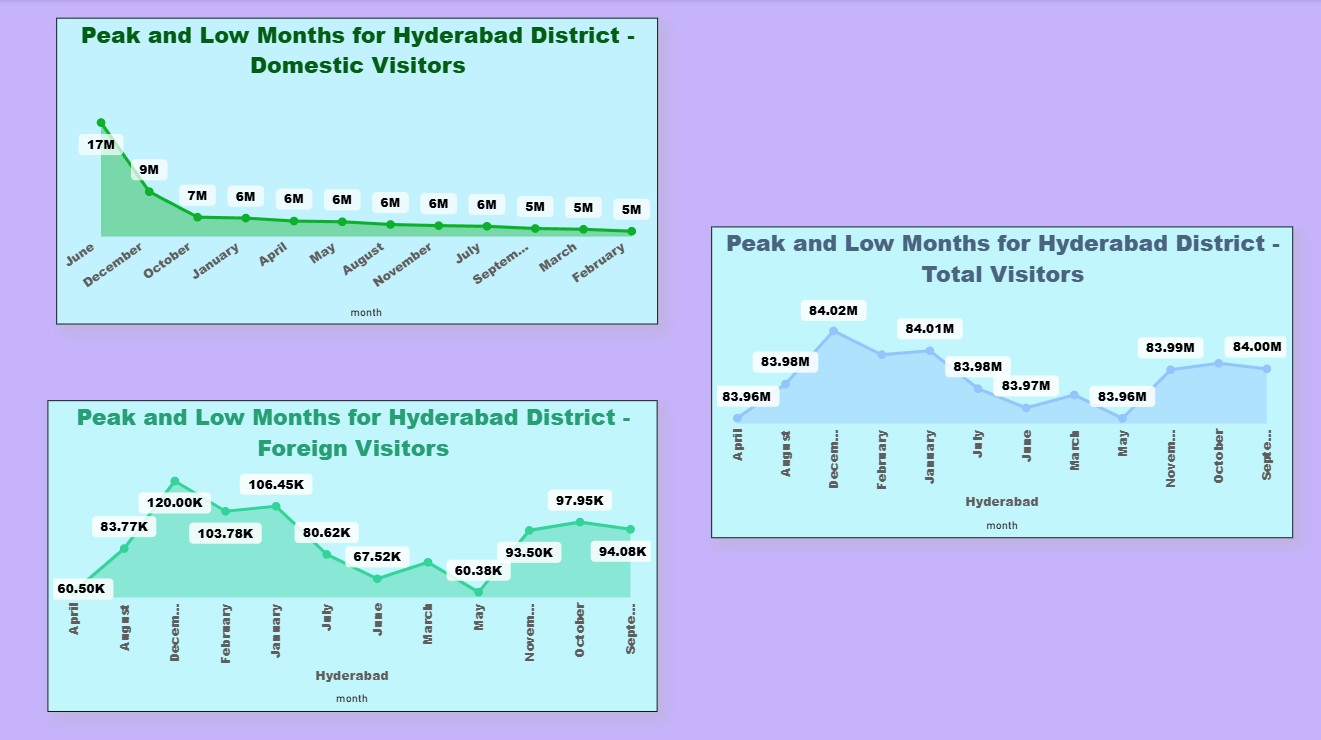 Peak and Low Months for Hyderabad District -
Domestic Visitors
17M
9M
7M
6M
6M
6M
6M
6M
6M
5M
5M
5M
June
December
October
January
April
May
August
November
July
Septem...
March
February
month
Peak and Low Months for Hyderabad District -
Foreign Visitors
60.50K
83.77K
120.00K
103.78K
106.45K
80.62K
67.52K
60.38K
93.50K
97.95K
94.08K
April
August
Decem...
February
January
July
June
March
May
Novem...
October
Septe...
Hyderabad
month
Peak and Low Months for Hyderabad District -
Total Visitors
83.96M
83.98M
84.02M
84.01M
83.98M
83.97M
83.96M
83.99M
84.00M
April
August
Decem...
February
January
July
June
March
May
Novem...
October
Septe...
Hyderabad
month